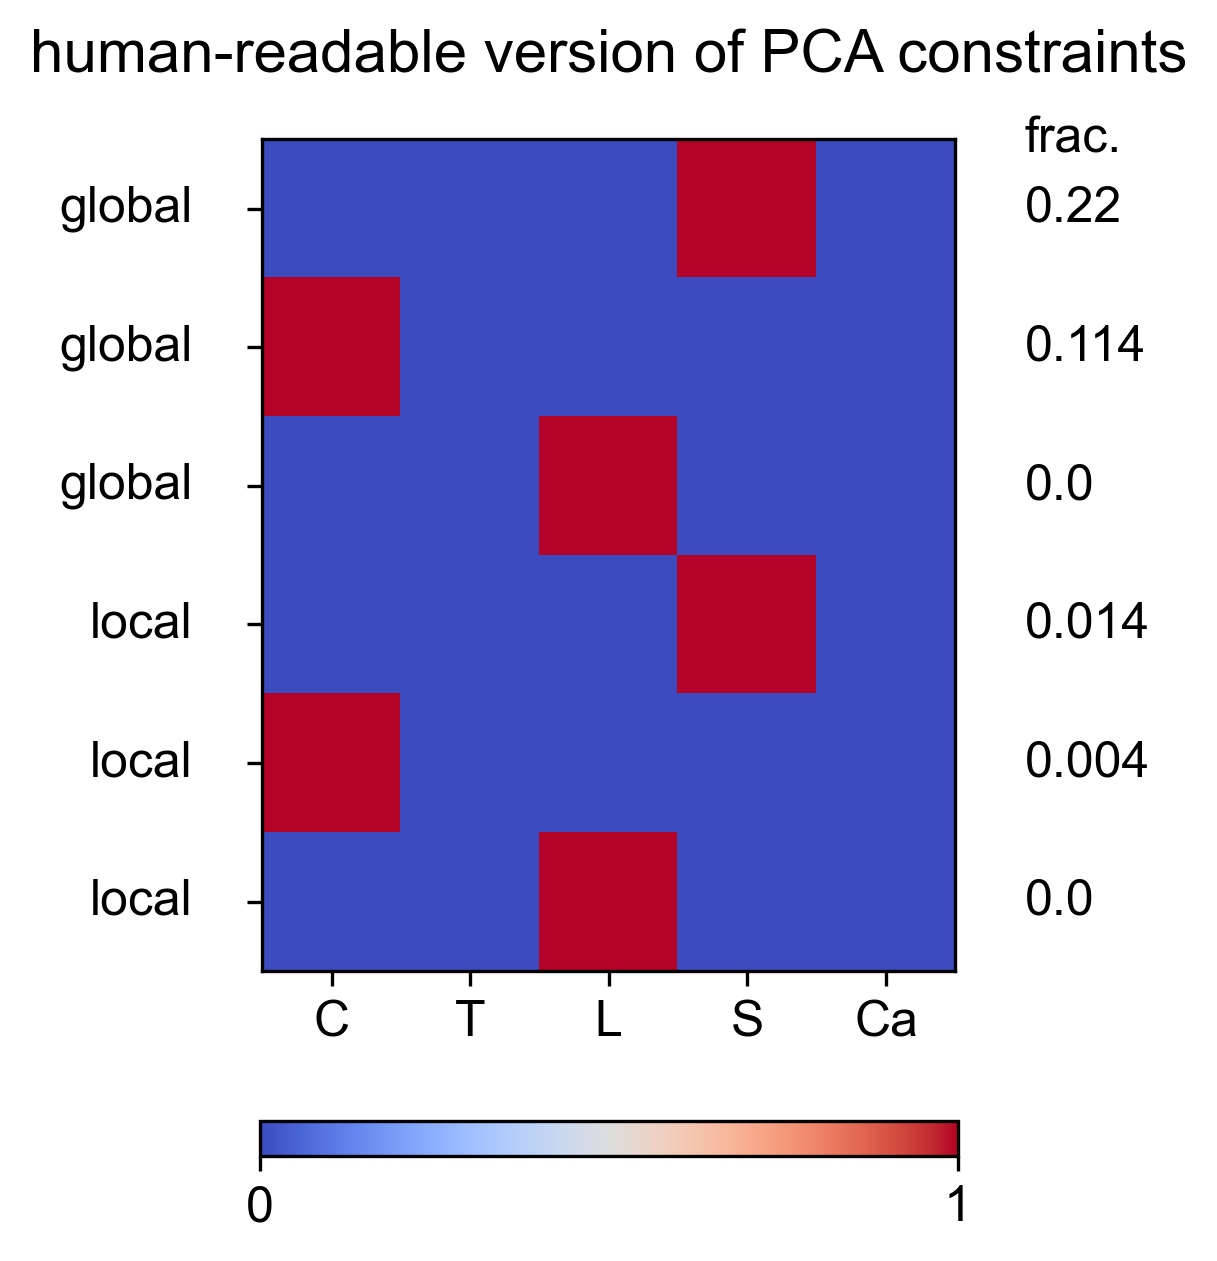 human-readable version of PCA constraints
frac.
global 0.22
global 0.114
global 0.0
local 0.014
local 0.004
local 0.0
C T L S Ca
0 1